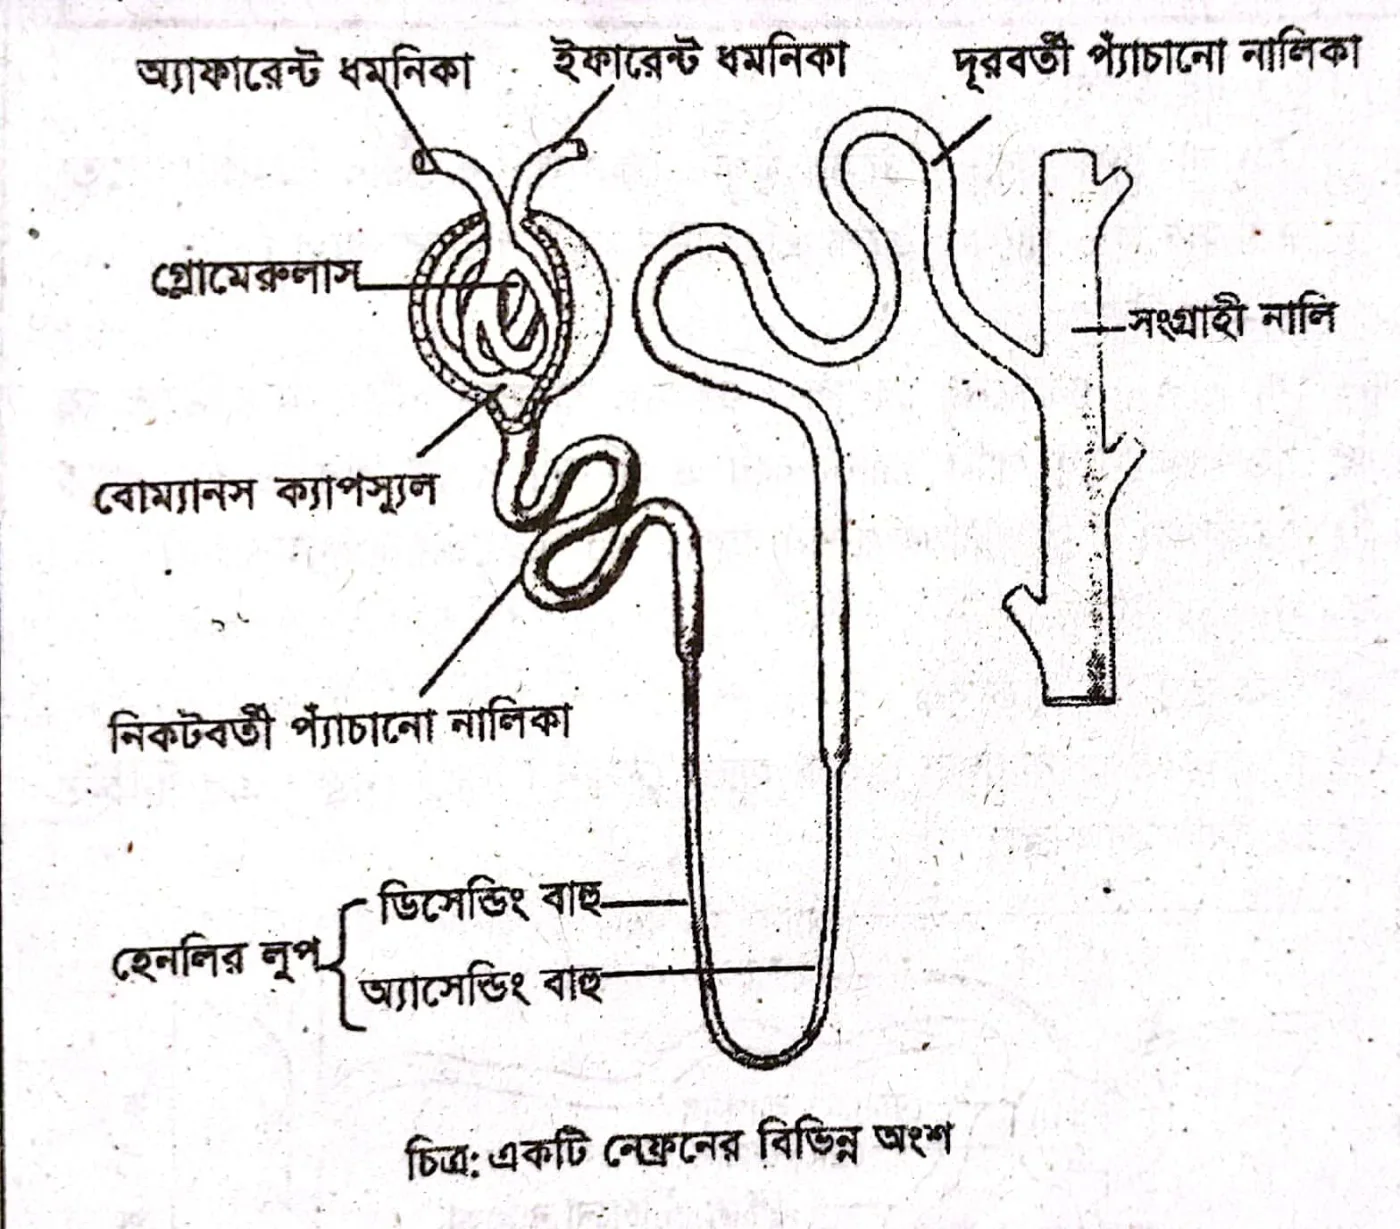 অ্যাফারেন্ট ধমনিকা
ইফারেন্ট ধমনিকা
দূরবর্তী প্যাঁচানো নালিকা
গ্লোমেরুলাস
সংগ্রাহী নালি
বোম্যানস ক্যাপস্যুল
নিকটবর্তী প্যাঁচানো নালিকা
ডিসেন্ডিং বাহু
হেনলির লুপ
অ্যাসেন্ডিং বাহু
চিত্র: একটি নেফ্রনের বিভিন্ন অংশ